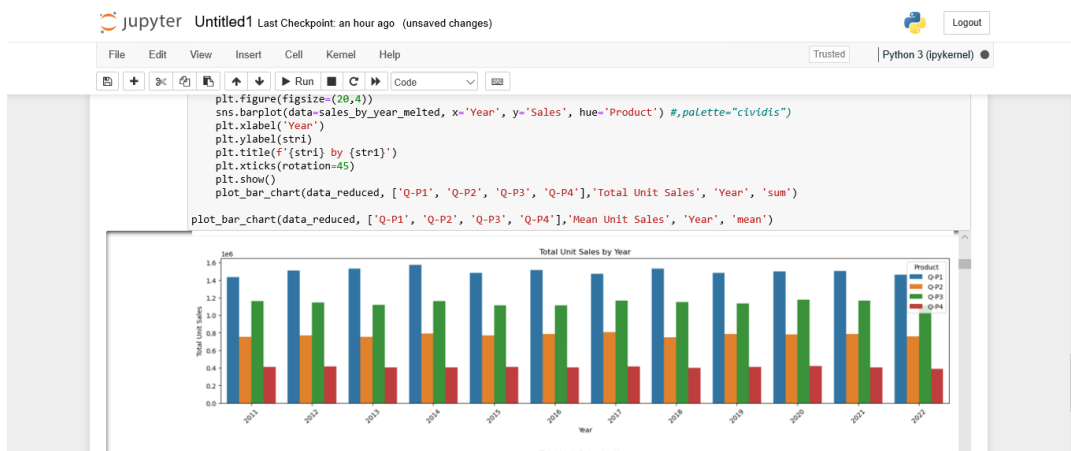 jupyter Untitled1 Last Checkpoint: an hour ago (unsaved changes) Logout
File Edit View Insert Cell Kernel Help Trusted Python 3 (ipykernel)
Run Code
plt.figure(figsize=(20,4))
sns.barplot(data=sales_by_year_melted, x='Year', y='Sales', hue='Product') #,palette="cividis")
plt.xlabel('Year')
plt.ylabel(stri)
plt.title(f'{stri} by {str1}')
plt.xticks(rotation=45)
plt.show()
plot_bar_chart(data_reduced, ['Q-P1', 'Q-P2', 'Q-P3', 'Q-P4'],'Total Unit Sales', 'Year', 'sum')
plot_bar_chart(data_reduced, ['Q-P1', 'Q-P2', 'Q-P3', 'Q-P4'],'Mean Unit Sales', 'Year', 'mean')
Total Unit Sales by Year
1e6
Product
Q-P1
Q-P2
Q-P3
Q-P4
Total Unit Sales
1.6
1.4
1.2
1.0
0.8
0.6
0.4
0.2
0.0
2011 2012 2013 2014 2015 2016 2017 2018 2019 2020 2021 2022
Year